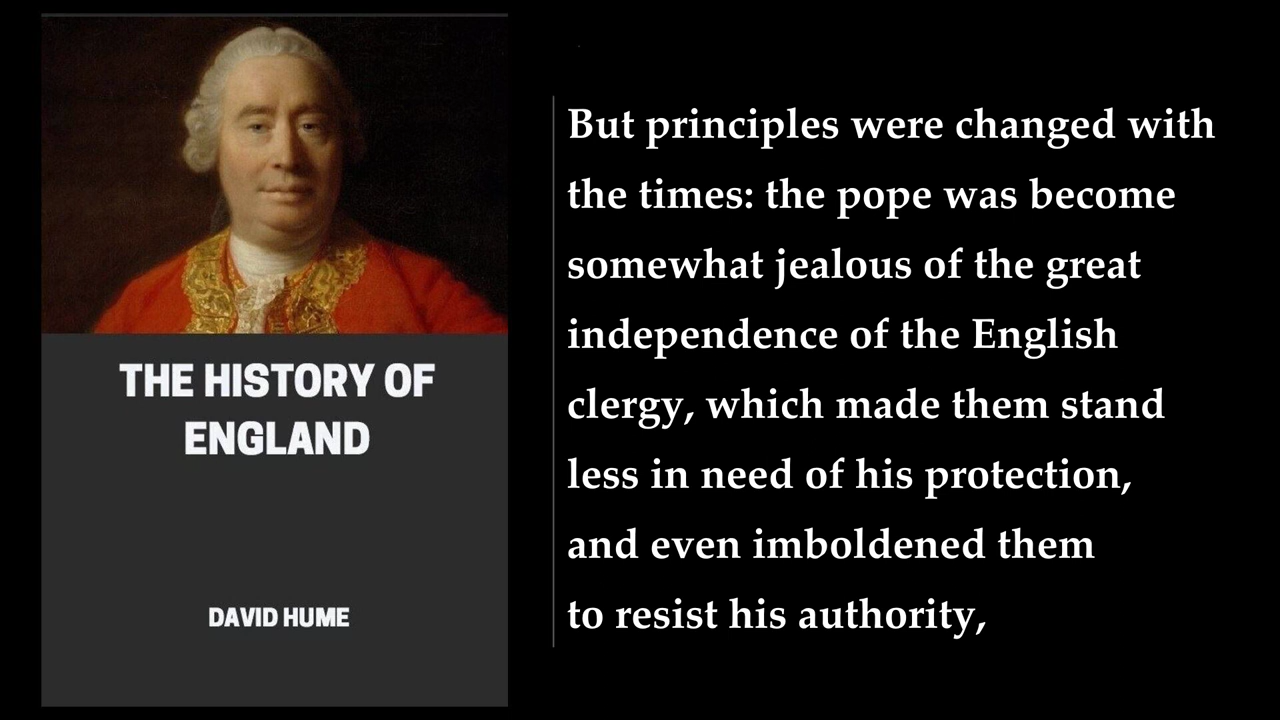 THE HISTORY OF
ENGLAND
DAVID HUME
But principles were changed with
the times: the pope was become
somewhat jealous of the great
independence of the English
clergy, which made them stand
less in need of his protection,
and even imboldened them
to resist his authority,